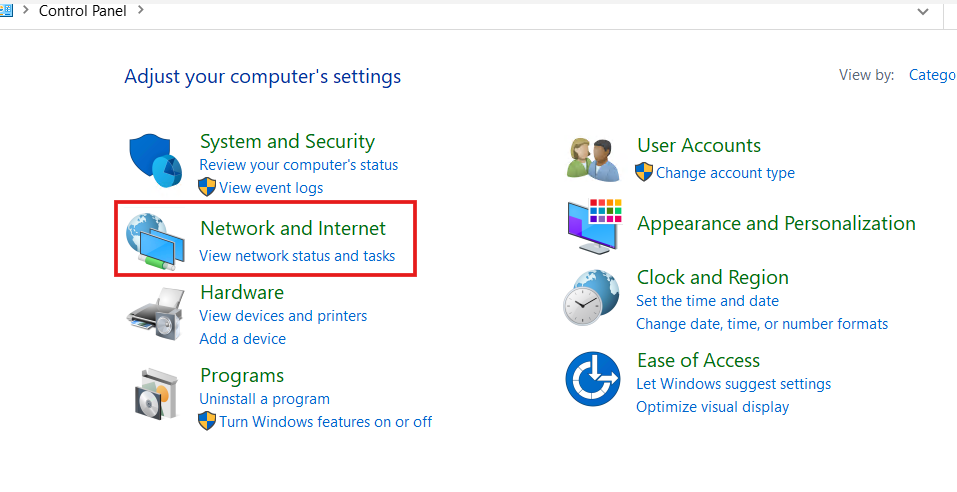 Control Panel
Adjust your computer's settings
View by:
System and Security
Review your computer's status
View event logs
Network and Internet
View network status and tasks
Hardware
View devices and printers
Add a device
Programs
Uninstall a program
Turn Windows features on or off
User Accounts
Change account type
Appearance and Personalization
Clock and Region
Set the time and date
Change date, time, or number formats
Ease of Access
Let Windows suggest settings
Optimize visual display